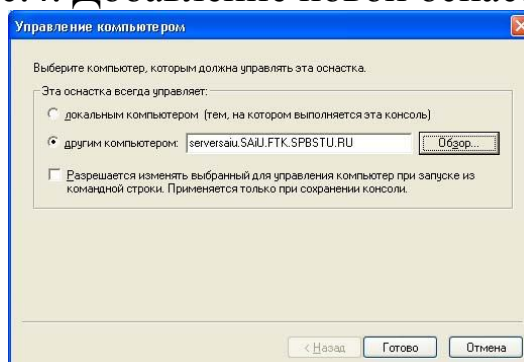 Добавление новой
Управление компьютером
Выберите компьютер, которым должна управлять эта оснастка.
Эта оснастка всегда управляет:
локальным компьютером (тем, на котором выполняется эта консоль)
другим компьютером: serversaiu.SAiU.FTK.SPBSTU.RU Обзор...
Разрешается изменять выбранный для управления компьютер при запуске из
командной строки. Применяется только при сохранении консоли.
< Назад Готово Отмена